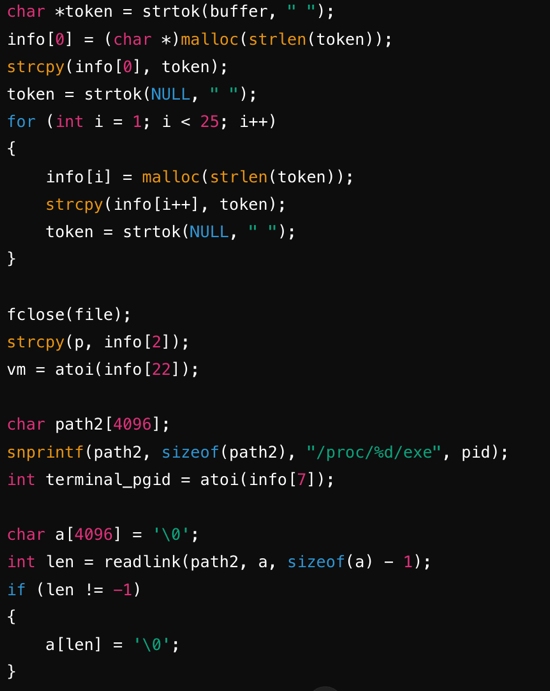 char *token = strtok(buffer, " ");
info[0] = (char *)malloc(strlen(token));
strcpy(info[0], token);
token = strtok(NULL, " ");
for (int i = 1; i < 25; i++)
{
    info[i] = malloc(strlen(token));
    strcpy(info[i++], token);
    token = strtok(NULL, " ");
}

fclose(file);
strcpy(p, info[2]);
vm = atoi(info[22]);

char path2[4096];
snprintf(path2, sizeof(path2), "/proc/%d/exe", pid);
int terminal_pgid = atoi(info[7]);

char a[4096] = '\0';
int len = readlink(path2, a, sizeof(a) - 1);
if (len != -1)
{
    a[len] = '\0';
}